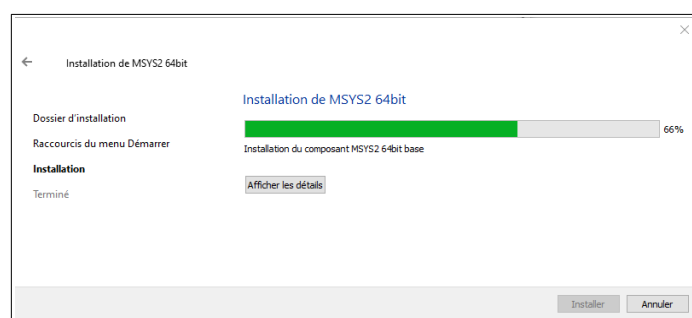 Installation de MSYS2 64bit
Installation de MSYS2 64bit
Dossier d'installation
Raccourcis du menu Démarrer
Installation
Terminé
66%
Installation du composant MSYS2 64bit base
Afficher les détails
Installer
Annuler